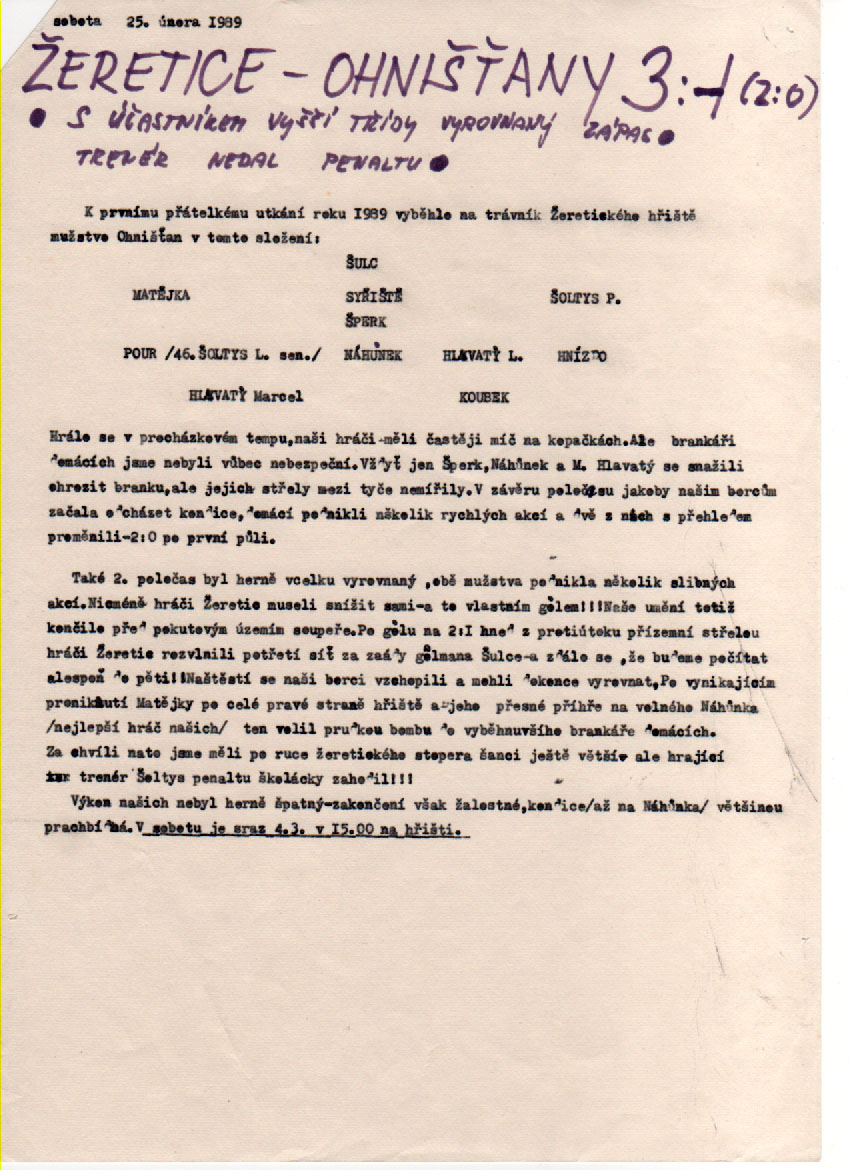 sobota 25. února I989
ŽERETICE - OHNIŠŤANY 3:1 (2:0)
● S ÚČASTNÍKEM VYŠŠÍ TŘÍDY VYROVNANÝ ZÁPAS ●
TRENÉR NEDAL PENALTU ●
K prvnímu přátelkému utkání roku I989 vyběhlo na trávník Žeretického hřiště
mužstvo Ohnišťan v tomto složení:
ŠULC
MATĚJKA SYŘIŠTĚ ŠOLTYS P.
ŠPERK
POUR /46.ŠOLTYS L. sen./ NÁHŮNEK HLAVATÝ L. HNÍZDO
HLAVATÝ Marcel KOUBEK
Hrálo se v procházkovém tempu,naši hráči-měli častěji míč na kopačkách.Ale brankáři
domácích jsme nebyli vůbec nebezpeční.Vždyť jen Šperk,Náhůnek a M. Hlavatý se snažili
ohrozit branku,ale jejich střely mezi tyče nemířily.V závěru poločasu jakoby našim borcům
začala odcházet kondice,domácí podnikli několik rychlých akcí a dvě z nich s přehledem
proměnili-2:0 po první půli.
Také 2. poločas byl herně vcelku vyrovnaný ,obě mužstva podnikla několik slibných
akcí.Nicméně hráči Žeretic museli snížit sami-a to vlastním gólem!!!Naše umění totiž
končilo před pokutovým územím soupeře.Po gólu na 2:I hned z protiútoku přízemní střelou
hráči Žeretic rozvlnili potřetí síť za zaády gólmana Šulce-a zdálo se ,že budeme počítat
alespoň do pěti!!Naštěstí se naši borci vzchopili a mohli dokonce vyrovnat,Po vynikajícím
proniknutí Matějky po celé pravé straně hřiště a jeho přesné příhře na volného Náhůnka
/nejlepší hráč našich/ ten volil prudkou bombu do vyběhnuvšího brankáře domácích.
Za chvíli nato jsme měli po ruce žeretického stopera šanci ještě větší, ale hrající
trenér Šoltys penaltu školácky zahodil!!!
Výkon našich nebyl herně špatný-zakončení však žalostné,kondice/až na Náhůnka/ většinou
prachbídná.V sobotu je sraz 4.3. v I5.00 na hřišti.